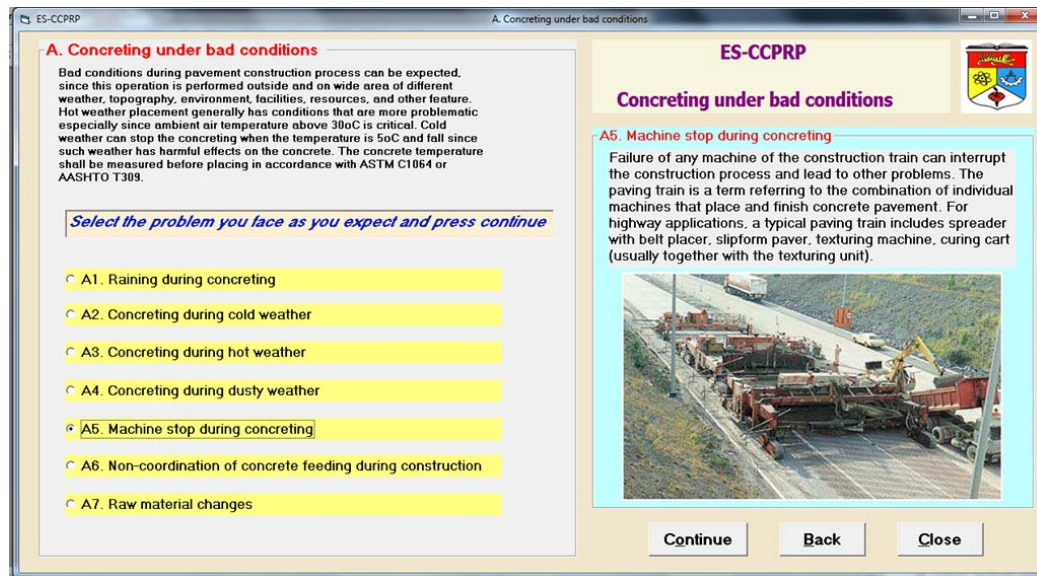 ES-CCPRP
A. Concreting under bad conditions
A. Concreting under bad conditions
Bad conditions during pavement construction process can be expected,
since this operation is performed outside and on wide area of different
weather, topography, environment, facilities, resources, and other feature.
Hot weather placement generally has conditions that are more problematic
especially since ambient air temperature above 30oC is critical. Cold
weather can stop the concreting when the temperature is 5oC and fall since
such weather has harmful effects on the concrete. The concrete temperature
shall be measured before placing in accordance with ASTM C1064 or
AASHTO T309.
Select the problem you face as you expect and press continue
A1. Raining during concreting
A2. Concreting during cold weather
A3. Concreting during hot weather
A4. Concreting during dusty weather
A5. Machine stop during concreting
A6. Non-coordination of concrete feeding during construction
A7. Raw material changes
ES-CCPRP
Concreting under bad conditions
A5. Machine stop during concreting
Failure of any machine of the construction train can interrupt
the construction process and lead to other problems. The
paving train is a term referring to the combination of individual
machines that place and finish concrete pavement. For
highway applications, a typical paving train includes spreader
with belt placer, slipform paver, texturing machine, curing cart
(usually together with the texturing unit).
Continue
Back
Close